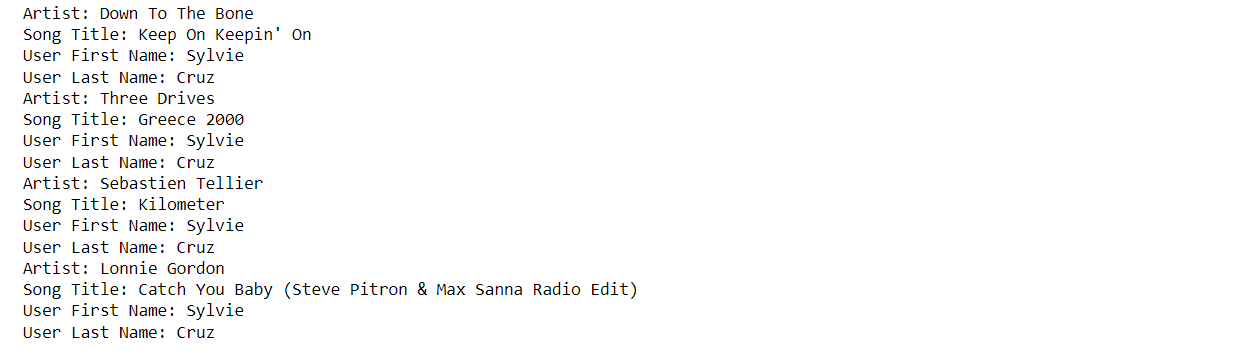 Artist: Down To The Bone
Song Title: Keep On Keepin' On
User First Name: Sylvie
User Last Name: Cruz
Artist: Three Drives
Song Title: Greece 2000
User First Name: Sylvie
User Last Name: Cruz
Artist: Sebastien Tellier
Song Title: Kilometer
User First Name: Sylvie
User Last Name: Cruz
Artist: Lonnie Gordon
Song Title: Catch You Baby (Steve Pitron & Max Sanna Radio Edit)
User First Name: Sylvie
User Last Name: Cruz